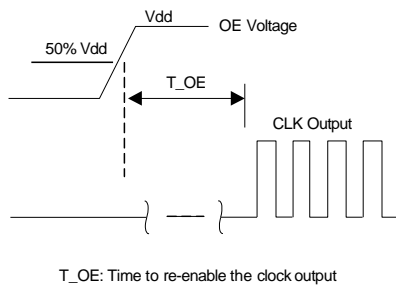 Vdd
OE Voltage
50% Vdd
T_OE
CLK Output
T_OE: Time to re-enable the clock output